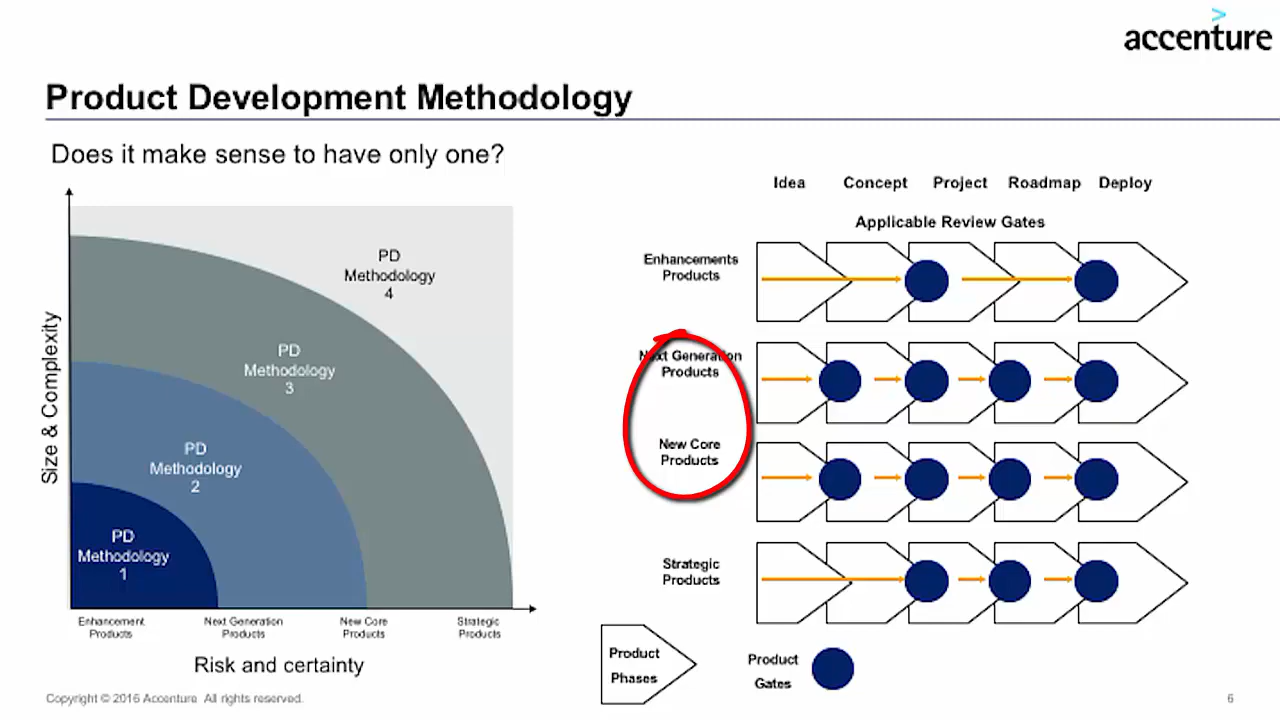 accenture
Product Development Methodology
Does it make sense to have only one?
Size & Complexity
PD
Methodology
4
PD
Methodology
3
PD
Methodology
2
PD
Methodology
1
Enhancement
Products
Next Generation
Products
New Core
Products
Strategic
Products
Risk and certainty
Idea Concept Project Roadmap Deploy
Applicable Review Gates
Enhancements
Products
Next Generation
Products
New Core
Products
Strategic
Products
Product
Phases
Product
Gates
Copyright © 2016 Accenture All rights reserved.
6